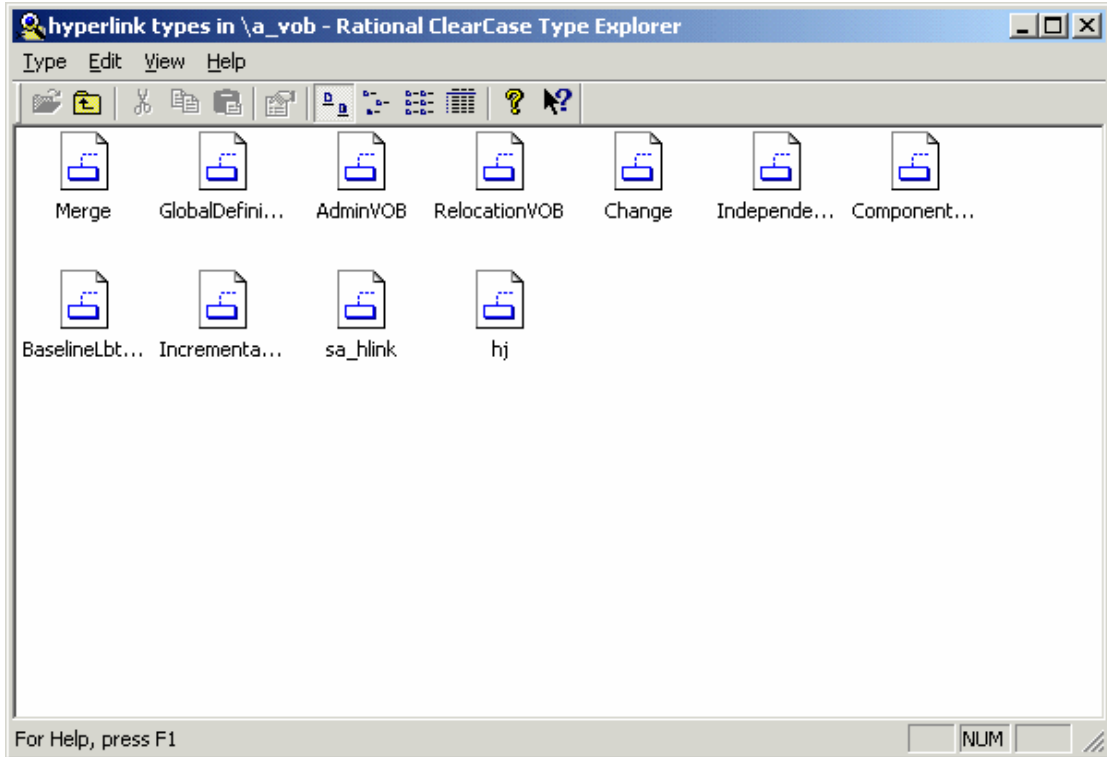 hyperlink types in \a_vob - Rational ClearCase Type Explorer
Type Edit View Help
Merge GlobalDefini... AdminVOB RelocationVOB Change Independe... Component...
BaselineLbt... Incrementa... sa_hlink hj
For Help, press F1 NUM